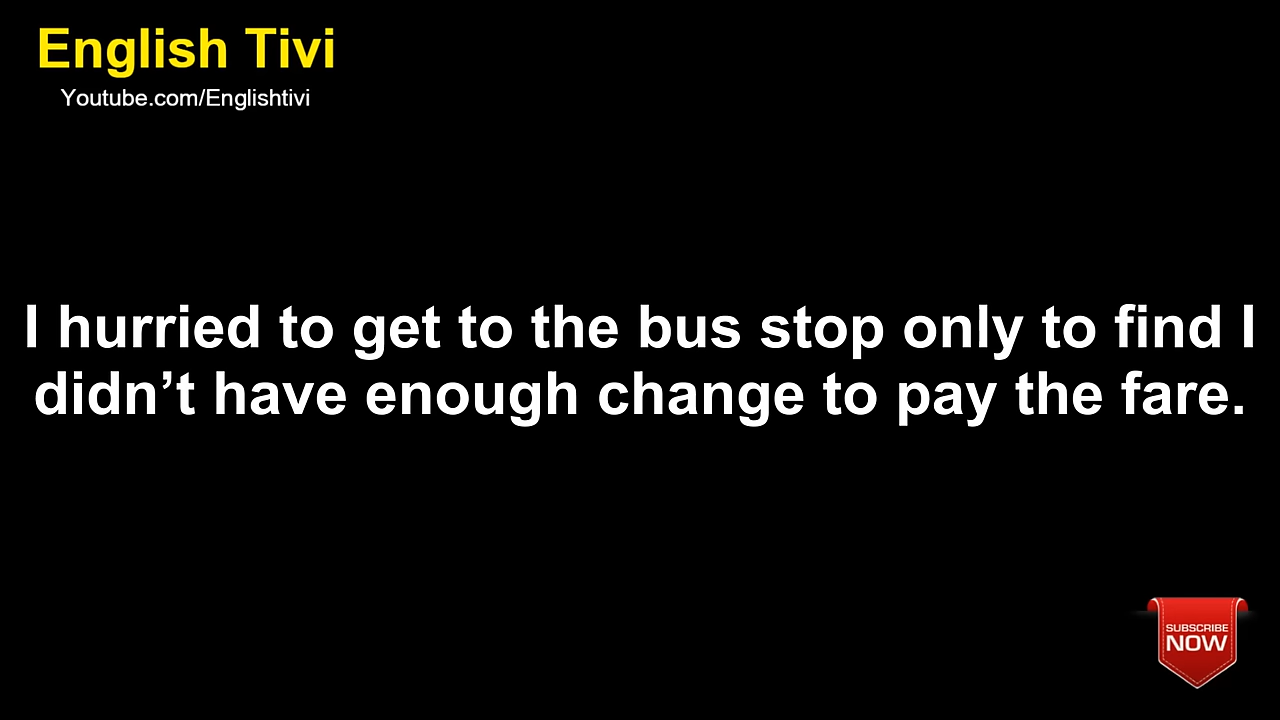 English Tivi
Youtube.com/Englishtivi
I hurried to get to the bus stop only to find I
didn’t have enough change to pay the fare.
SUBSCRIBE
NOW